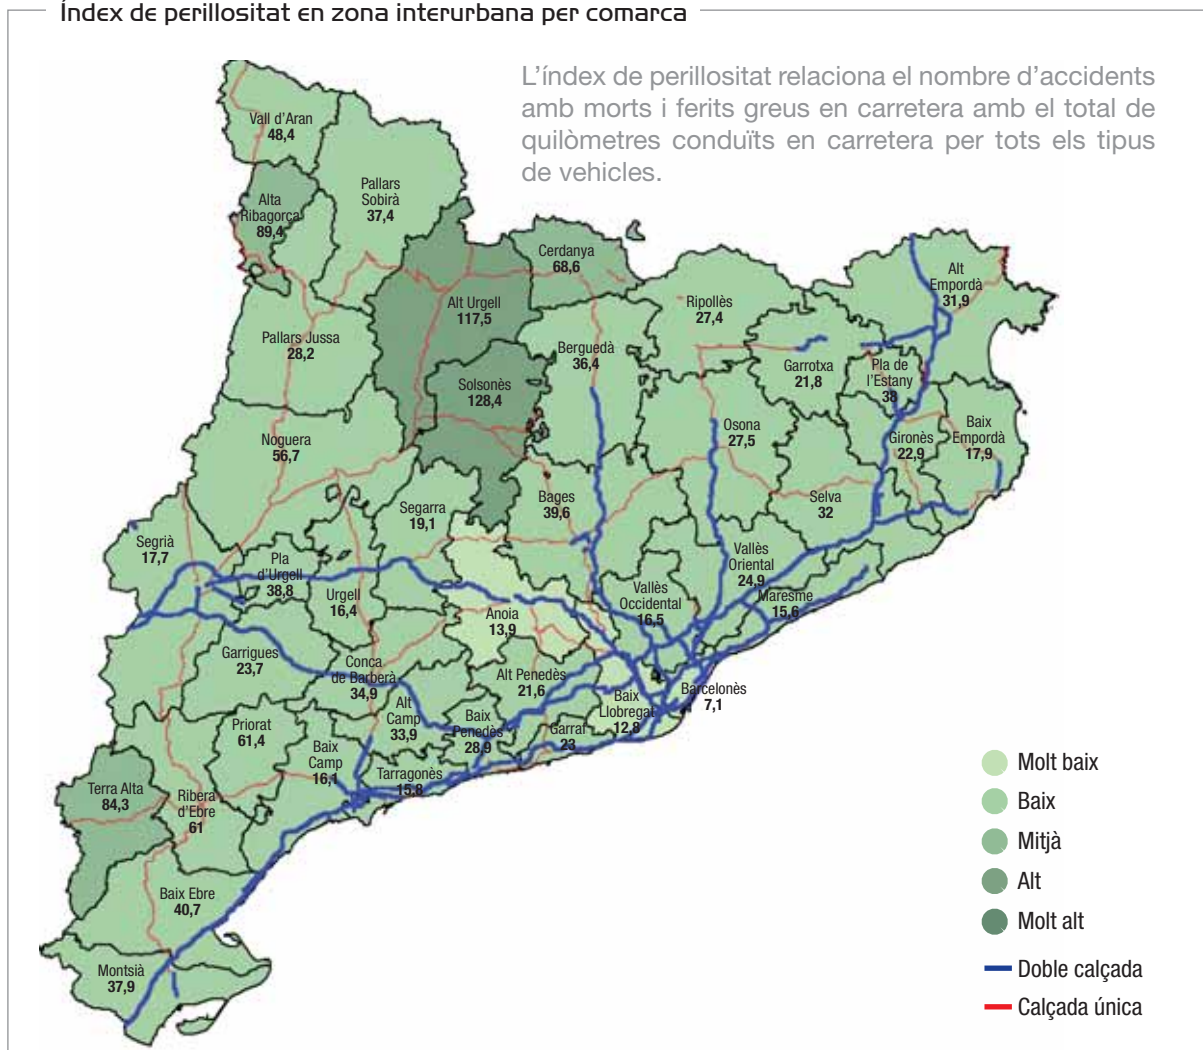 Índex de perillositat en zona interurbana per comarca
L’índex de perillositat relaciona el nombre d’accidents
amb morts i ferits greus en carretera amb el total de
quilòmetres conduïts en carretera per tots els tipus
de vehicles.
Vall d’Aran
48,4
Pallars
Sobirà
37,4
Alta
Ribagorça
89,4
Cerdanya
68,6
Alt Urgell
117,5
Pallars Jussa
28,2
Solsonès
128,4
Berguedà
36,4
Ripollès
27,4
Garrotxa
21,8
Alt
Empordà
31,9
Pla de
l’Estany
38
Baix
Empordà
17,9
Gironès
22,9
Osona
27,5
Selva
32
Noguera
56,7
Segarra
19,1
Bages
39,6
Segrià
17,7
Pla
d’Urgell
38,8
Urgell
16,4
Anoia
13,9
Vallès
Oriental
24,9
Vallès
Occidental
16,5
Maresme
15,6
Garrigues
23,7
Conca
de Barberà
34,9
Alt Penedès
21,6
Baix
Llobregat
12,8
Barcelonès
7,1
Priorat
61,4
Baix
Camp
16,1
Alt
Camp
33,9
Baix
Penedès
28,9
Garraf
23
Tarragonès
15,8
Terra Alta
84,3
Ribera
d’Ebre
61
Baix Ebre
40,7
Montsià
37,9
Molt baix
Baix
Mitjà
Alt
Molt alt
Doble calçada
Calçada única